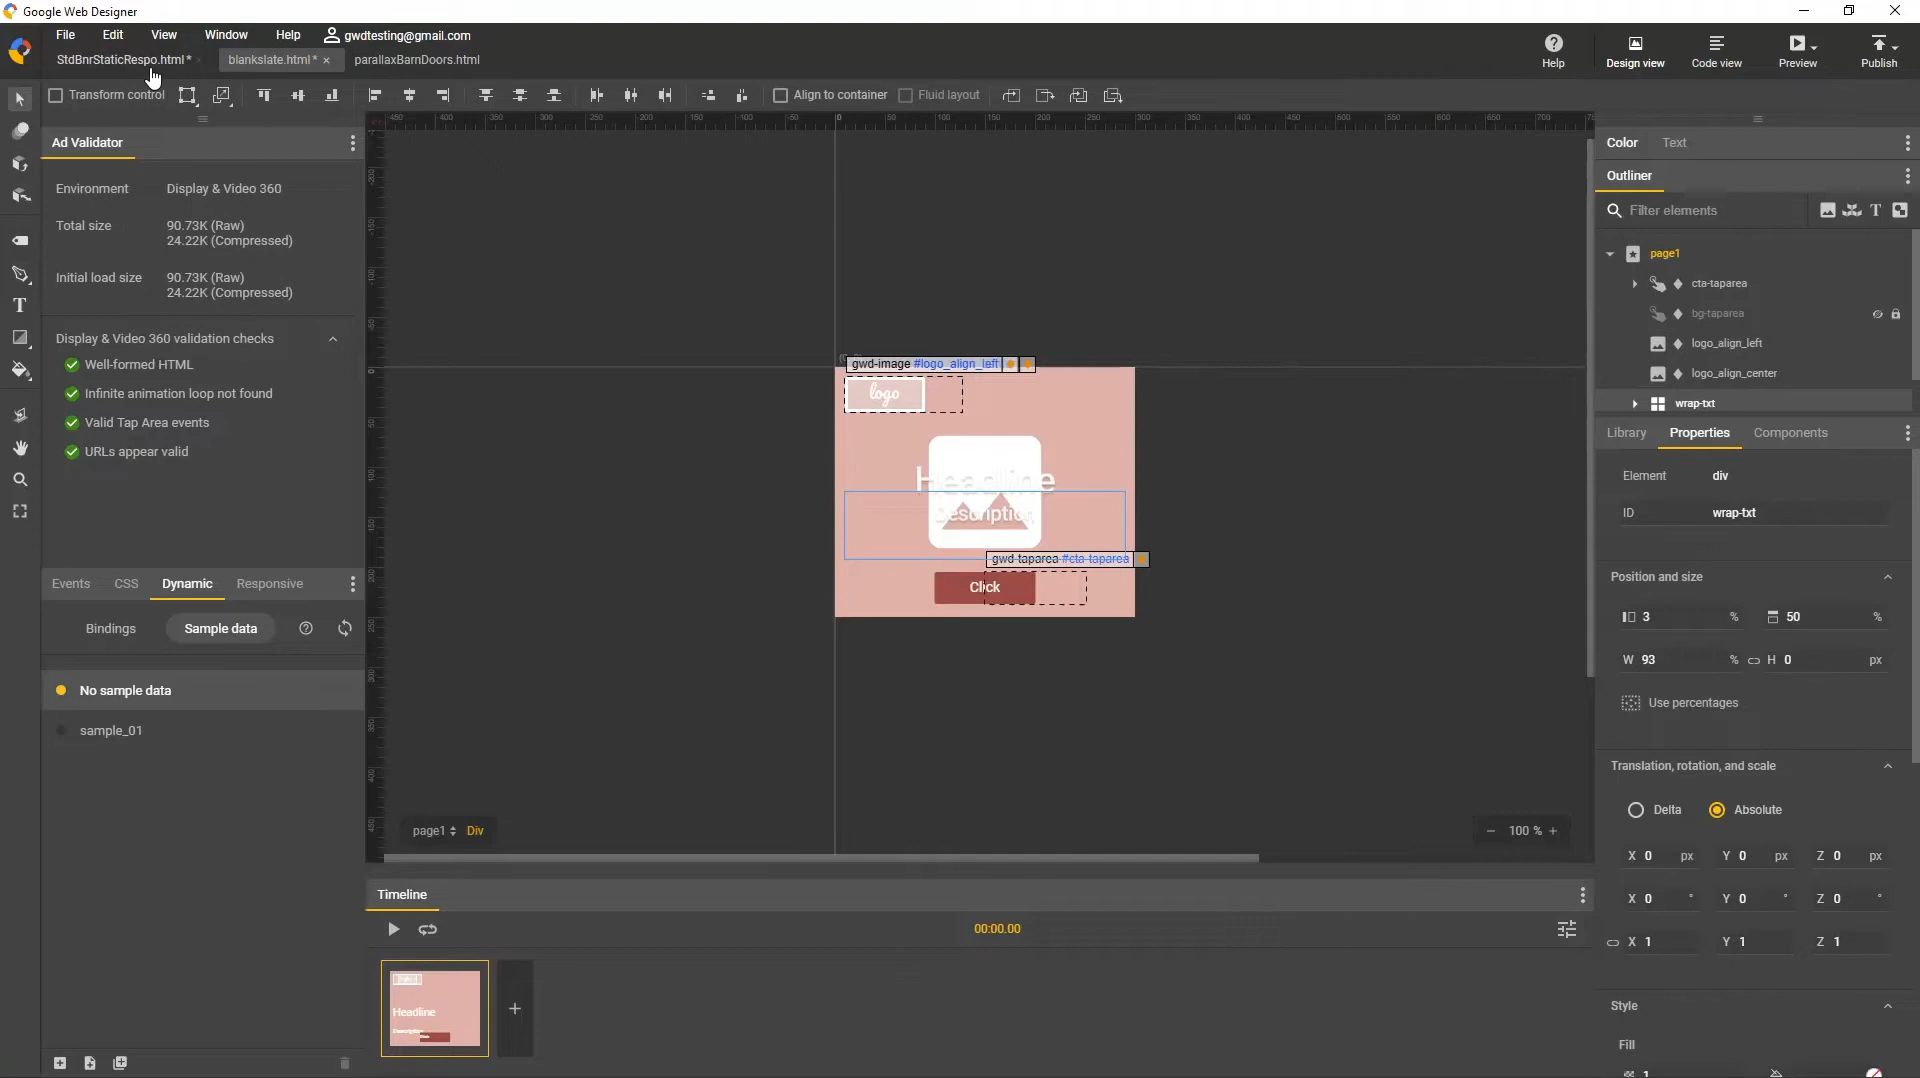 Google Web Designer
File Edit View Window Help gwdtesting@gmail.com
StdBnrStaticRespo.html* blankslate.html* × parallaxBarnDoors.html
Help Design view Code view Preview Publish
Transform control Align to container Fluid layout
Ad Validator
Environment Display & Video 360
Total size 90.73K (Raw)
24.22K (Compressed)
Initial load size 90.73K (Raw)
24.22K (Compressed)
Display & Video 360 validation checks
Well-formed HTML
Infinite animation loop not found
Valid Tap Area events
URLs appear valid
Events CSS Dynamic Responsive
Bindings Sample data
No sample data
sample_01
gwd-image #logo_align_left
logo
Headline
Description
gwd-taparea #cta-taparea
Click
page1 Div
100 %
Timeline
00:00.00
Headline
Color Text
Outliner
Filter elements
page1
cta-taparea
bg-taparea
logo_align_left
logo_align_center
wrap-txt
Library Properties Components
Element div
ID wrap-txt
Position and size
3 % 50 %
W 93 % H 0 px
Use percentages
Translation, rotation, and scale
Delta Absolute
X 0 px Y 0 px Z 0 px
X 0 ° Y 0 ° Z 0 °
X 1 Y 1 Z 1
Style
Fill
1